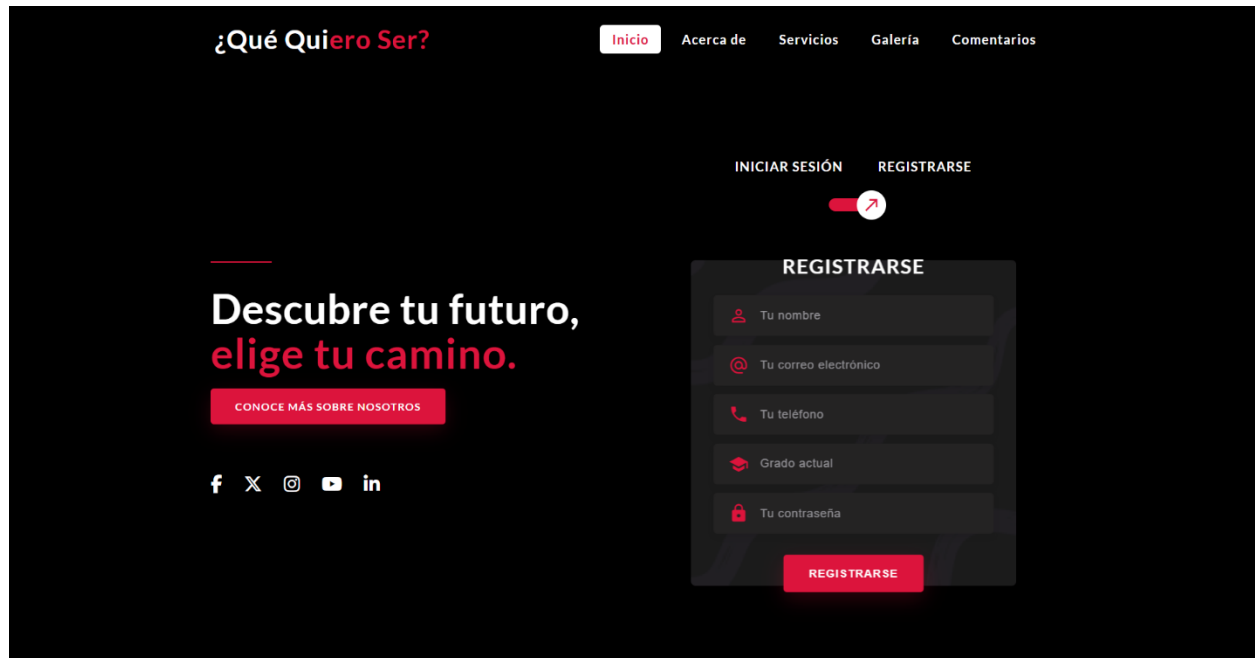 ¿Qué Quiero Ser?
Inicio Acerca de Servicios Galería Comentarios
INICIAR SESIÓN REGISTRARSE
Descubre tu futuro,
elige tu camino.
CONOCE MÁS SOBRE NOSOTROS
REGISTRARSE
Tu nombre
Tu correo electrónico
Tu teléfono
Grado actual
Tu contraseña
REGISTRARSE